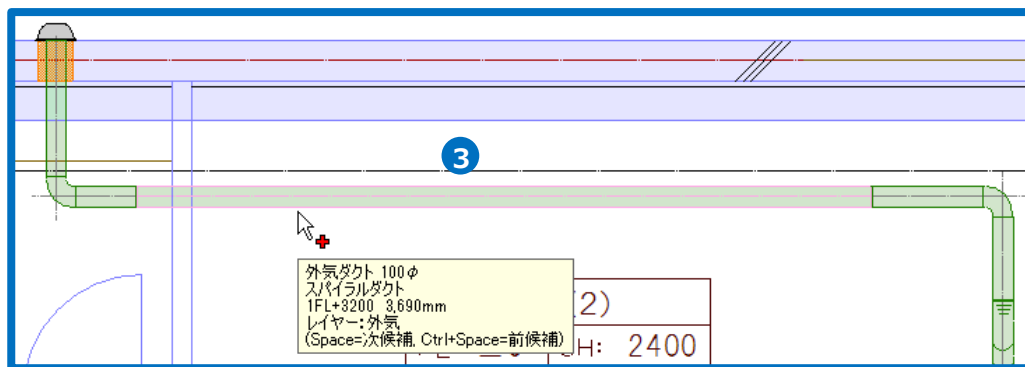 3
外気ダクト 100φ
スパイラルダクト
1FL+3200 3,690mm
レイヤー:外気
(Space=次候補, Ctrl+Space=前候補)
2)
H: 2400